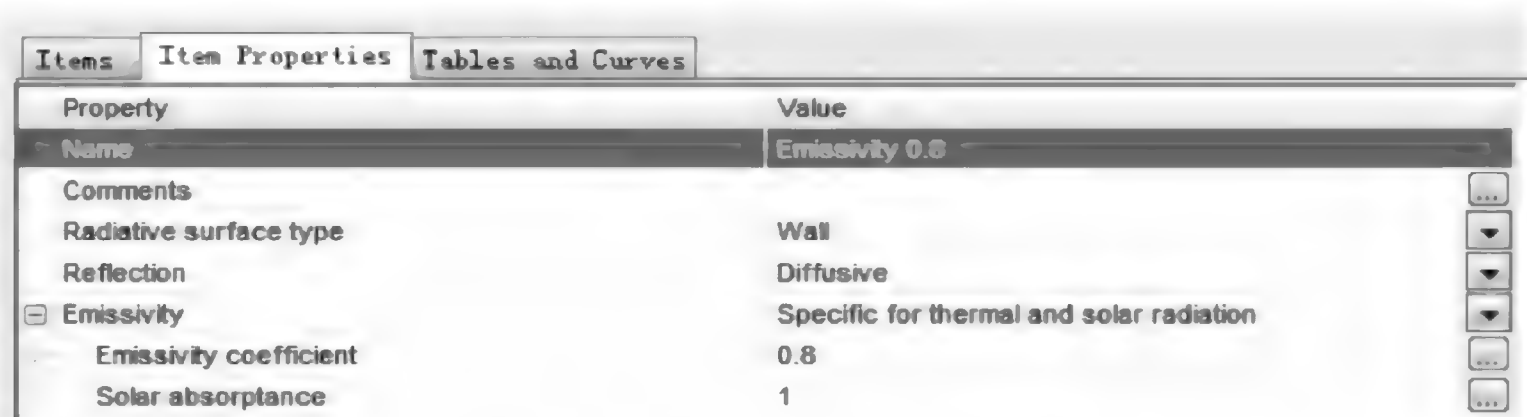 Items Item Properties Tables and Curves
Property Value
Name Emissivity 0.8
Comments ...
Radiative surface type Wall
Reflection Diffusive
Emissivity Specific for thermal and solar radiation
Emissivity coefficient 0.8 ...
Solar absorptance 1 ...